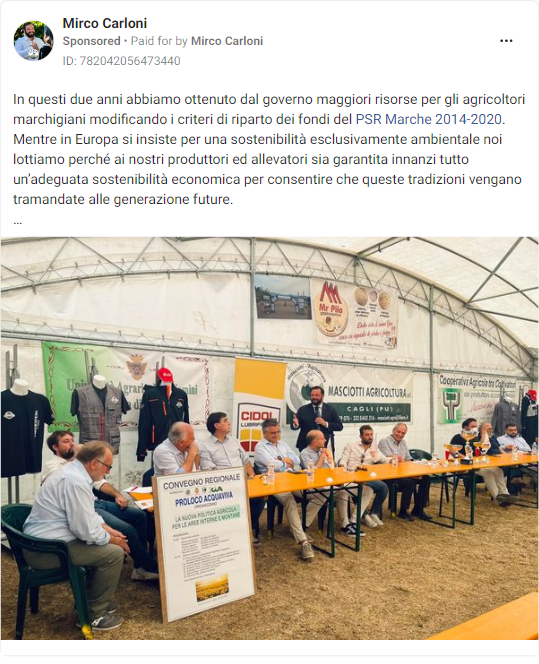 Mirco Carloni
Sponsored • Paid for by Mirco Carloni
ID: 782042056473440
In questi due anni abbiamo ottenuto dal governo maggiori risorse per gli agricoltori
marchigiani modificando i criteri di riparto dei fondi del PSR Marche 2014-2020.
Mentre in Europa si insiste per una sostenibilità esclusivamente ambientale noi
lottiamo perché ai nostri produttori ed allevatori sia garantita innanzi tutto
un'adeguata sostenibilità economica per consentire che queste tradizioni vengano
tramandate alle generazione future.
...
Mr Pilo
CIDOL
MASCIOTTI AGRICOLTURA
CAGLI (PU)
Cooperativa Agricola tra Coltivatori
CONVEGNO REGIONALE
PROLOCO ACQUAVIVA
LA NUOVA POLITICA AGRICOLA
PER LE AREE INTERNE E MONTANE